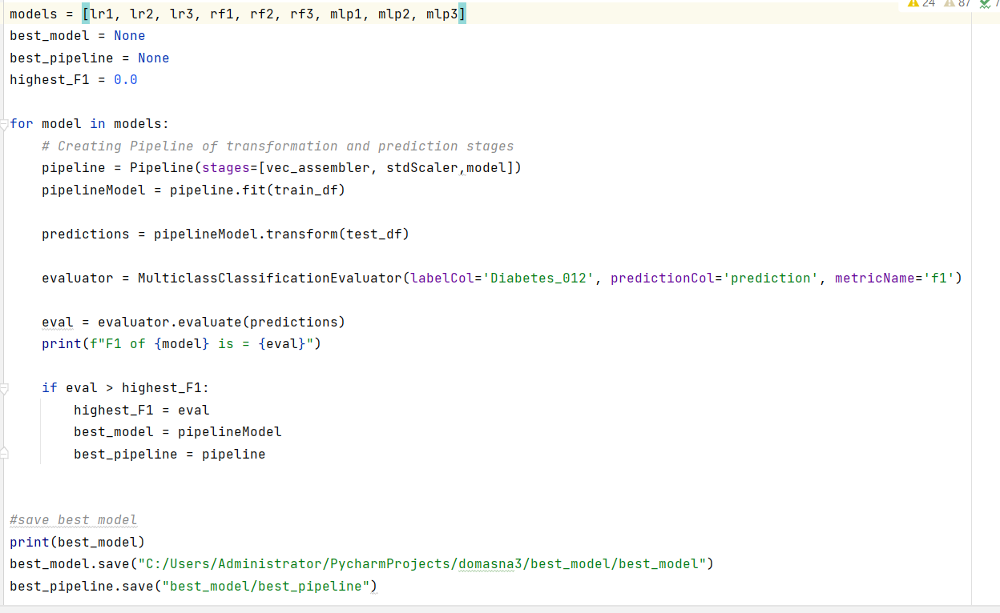 models = [lr1, lr2, lr3, rf1, rf2, rf3, mlp1, mlp2, mlp3]
24 87 7
best_model = None
best_pipeline = None
highest_F1 = 0.0
for model in models:
    # Creating Pipeline of transformation and prediction stages
    pipeline = Pipeline(stages=[vec_assembler, stdScaler,model])
    pipelineModel = pipeline.fit(train_df)
    predictions = pipelineModel.transform(test_df)
    evaluator = MulticlassClassificationEvaluator(labelCol='Diabetes_012', predictionCol='prediction', metricName='f1')
    eval = evaluator.evaluate(predictions)
    print(f"F1 of {model} is = {eval}")
    if eval > highest_F1:
        highest_F1 = eval
        best_model = pipelineModel
        best_pipeline = pipeline
#save best model
print(best_model)
best_model.save("C:/Users/Administrator/PycharmProjects/domasna3/best_model/best_model")
best_pipeline.save("best_model/best_pipeline")